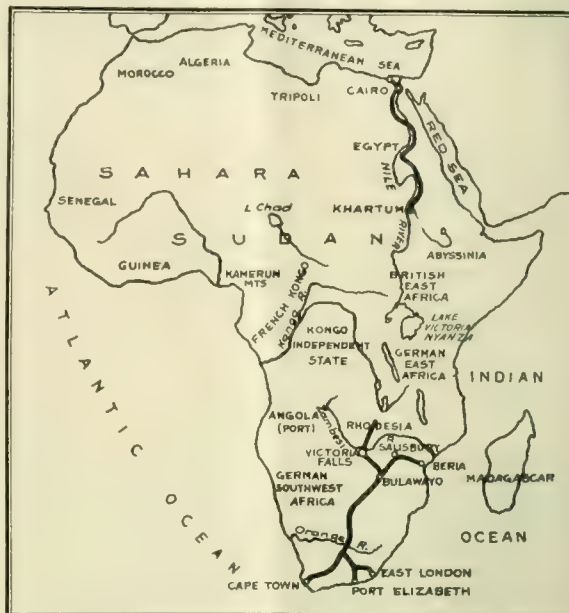 MEDITERRANEAN SEA
ALGERIA
MOROCCO
TRIPOLI
CAIRO
EGYPT
RED SEA
NILE
RIVER
SAHARA
SENEGAL
L Chad
KHARTUM
SUDAN
ABYSSINIA
GUINEA
KAMERUN
MTS
BRITISH
EAST
AFRICA
FRENCH KONGO
Kongo R.
LAKE
VICTORIA
NYANZA
KONGO
INDEPENDENT
STATE
GERMAN
EAST
AFRICA
INDIAN
ATLANTIC OCEAN
ANGOLA
(PORT)
Zambesi
R.
RHODESIA
SALISBURY
VICTORIA
FALLS
BERIA
MADAGASCAR
BULAWAYO
GERMAN
SOUTHWEST
AFRICA
OCEAN
Orange R.
CAPE TOWN
EAST LONDON
PORT ELIZABETH